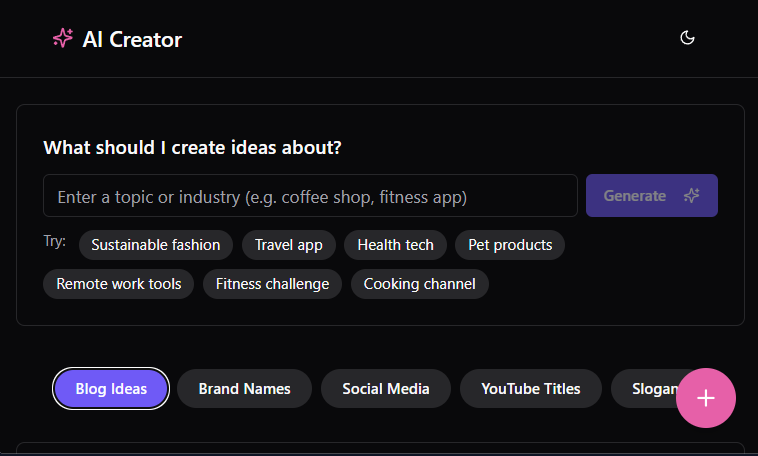 AI Creator
What should I create ideas about?
Enter a topic or industry (e.g. coffee shop, fitness app)
Generate
Try:
Sustainable fashion
Travel app
Health tech
Pet products
Remote work tools
Fitness challenge
Cooking channel
Blog Ideas
Brand Names
Social Media
YouTube Titles